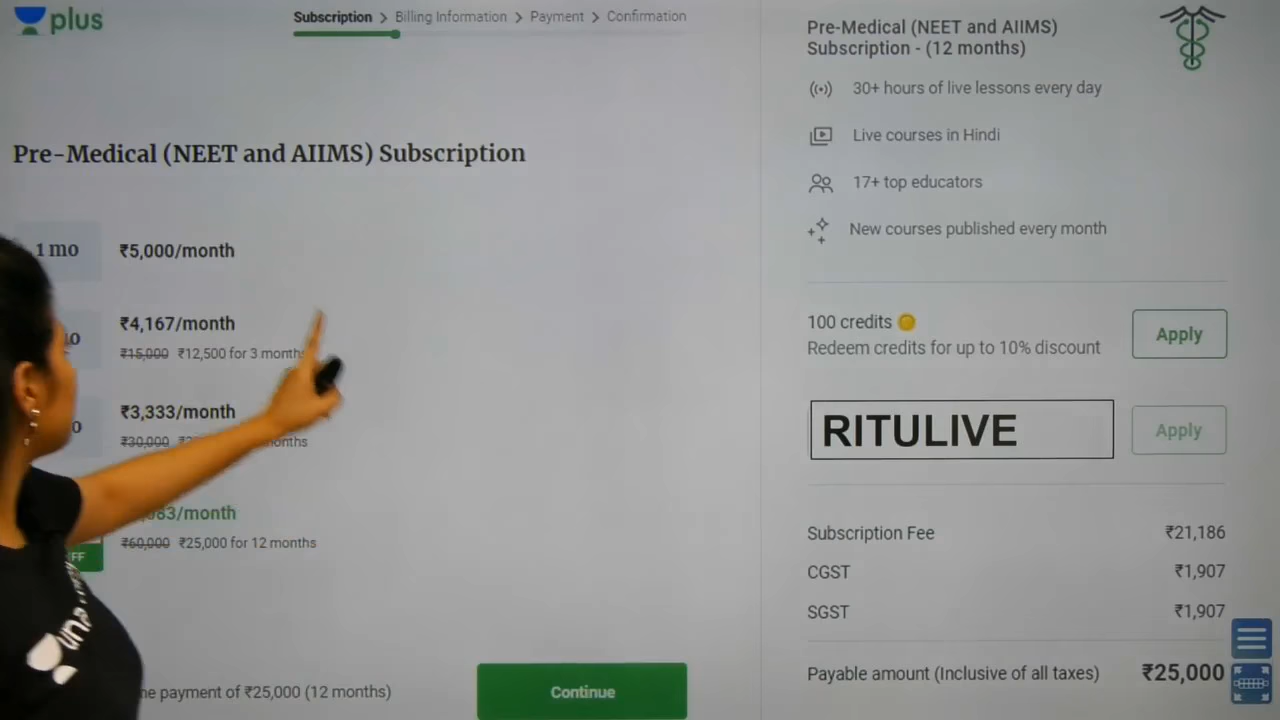 plus
Subscription > Billing Information > Payment > Confirmation
Pre-Medical (NEET and AIIMS) Subscription
1 mo
₹5,000/month
₹4,167/month
₹15,000 ₹12,500 for 3 months
₹3,333/month
₹30,000
/month
₹60,000 ₹25,000 for 12 months
payment of ₹25,000 (12 months)
Continue
Pre-Medical (NEET and AIIMS)
Subscription - (12 months)
30+ hours of live lessons every day
Live courses in Hindi
17+ top educators
New courses published every month
100 credits
Redeem credits for up to 10% discount
Apply
RITULIVE
Apply
Subscription Fee ₹21,186
CGST ₹1,907
SGST ₹1,907
Payable amount (Inclusive of all taxes) ₹25,000